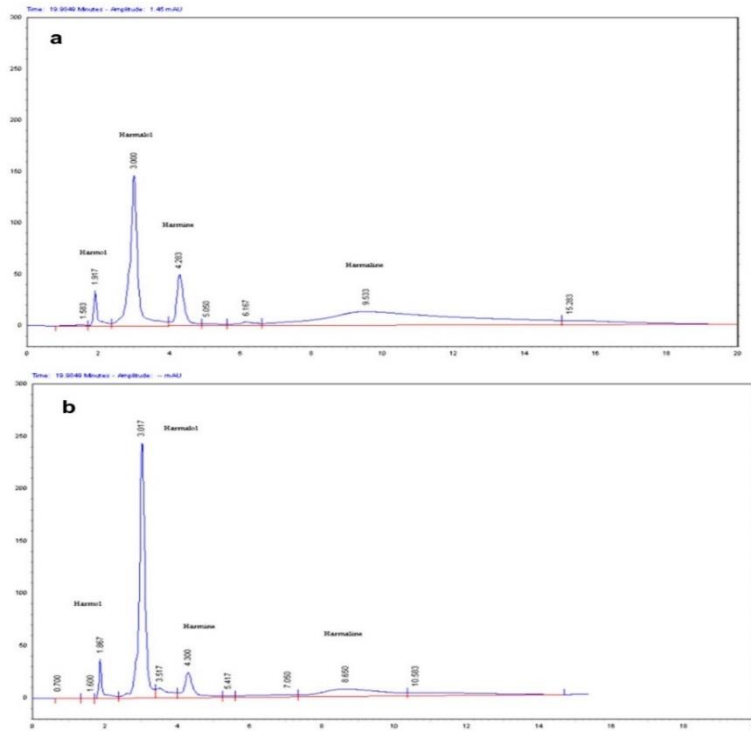 Time: 19.9049 Minutes - Amplitude: 1.45 mAU
a
300
250
200
150
100
50
0
Harmol
Harmalol
Harmine
Harmaline
1.583
1.917
3.000
4.283
5.050
6.167
9.533
15.283
0 2 4 6 8 10 12 14 16 18 20
Time: 19.9049 Minutes - Amplitude: -- mAU
b
300
250
200
150
100
50
0
Harmol
Harmalol
Harmine
Harmaline
0.700
1.600
1.867
3.017
3.517
4.300
5.417
7.050
8.650
10.583
0 2 4 6 8 10 12 14 16 18